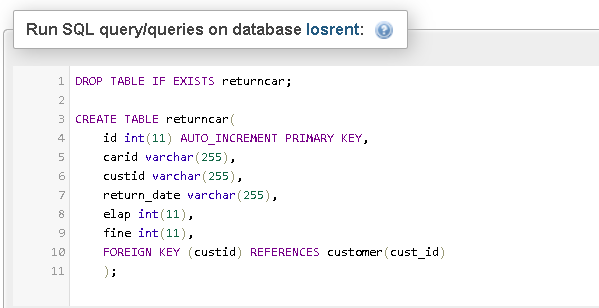 Run SQL query/queries on database losrent:
1 DROP TABLE IF EXISTS returncar;
2
3 CREATE TABLE returncar(
4 id int(11) AUTO_INCREMENT PRIMARY KEY,
5 carid varchar(255),
6 custid varchar(255),
7 return_date varchar(255),
8 elap int(11),
9 fine int(11),
10 FOREIGN KEY (custid) REFERENCES customer(cust_id)
11 );